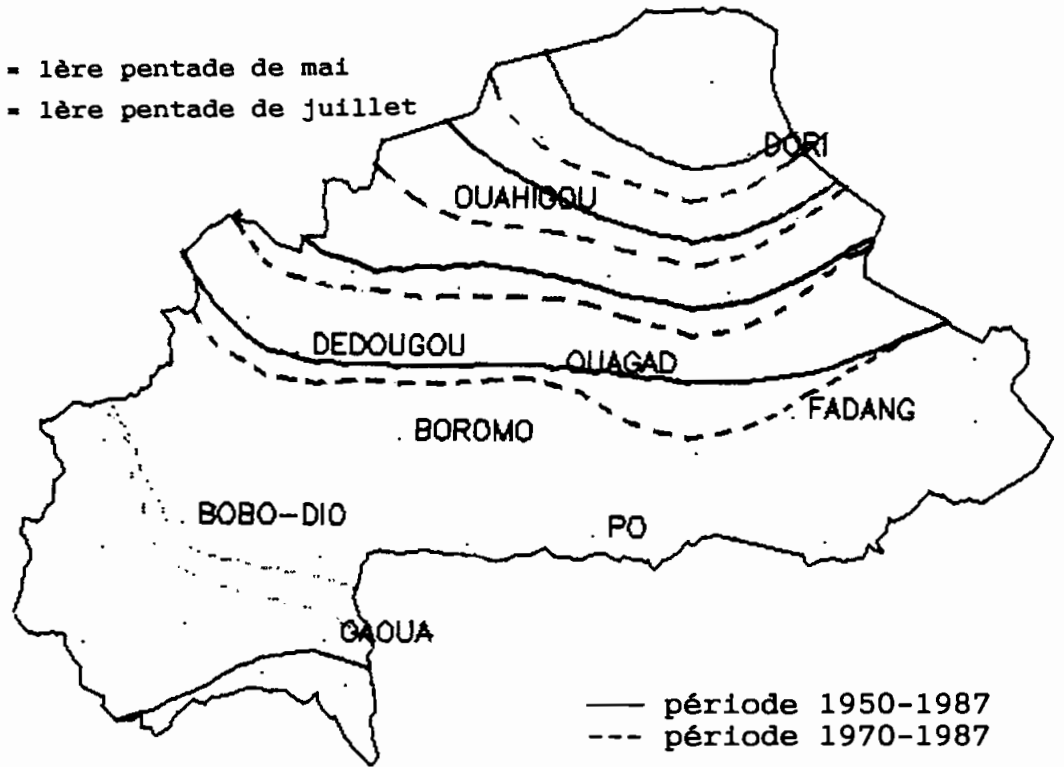 = 1ère pentade de mai
= 1ère pentade de juillet
DORI
OUAHIGOU
DEDOUGOU
OUAGAD
FADANG
BOROMO
BOBO-DIO
PO
GAOUA
période 1950-1987
période 1970-1987